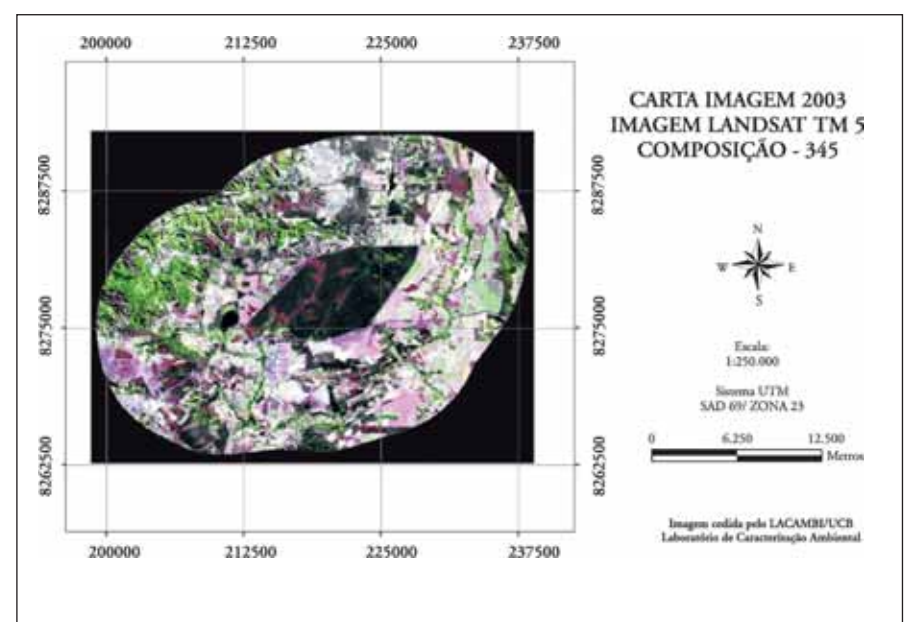 200000 212500 225000 237500
CARTA IMAGEM 2003
IMAGEM LANDSAT TM 5
COMPOSIÇÃO - 345
8287500 8287500
N
W E
S
8275000 8275000
Escala:
1:250.000
Sistema UTM
SAD 69/ ZONA 23
0 6.250 12.500
Metros
8262500 8262500
Imagem cedida pelo LACAMBI/UCB
Laboratório de Caracterização Ambiental
200000 212500 225000 237500